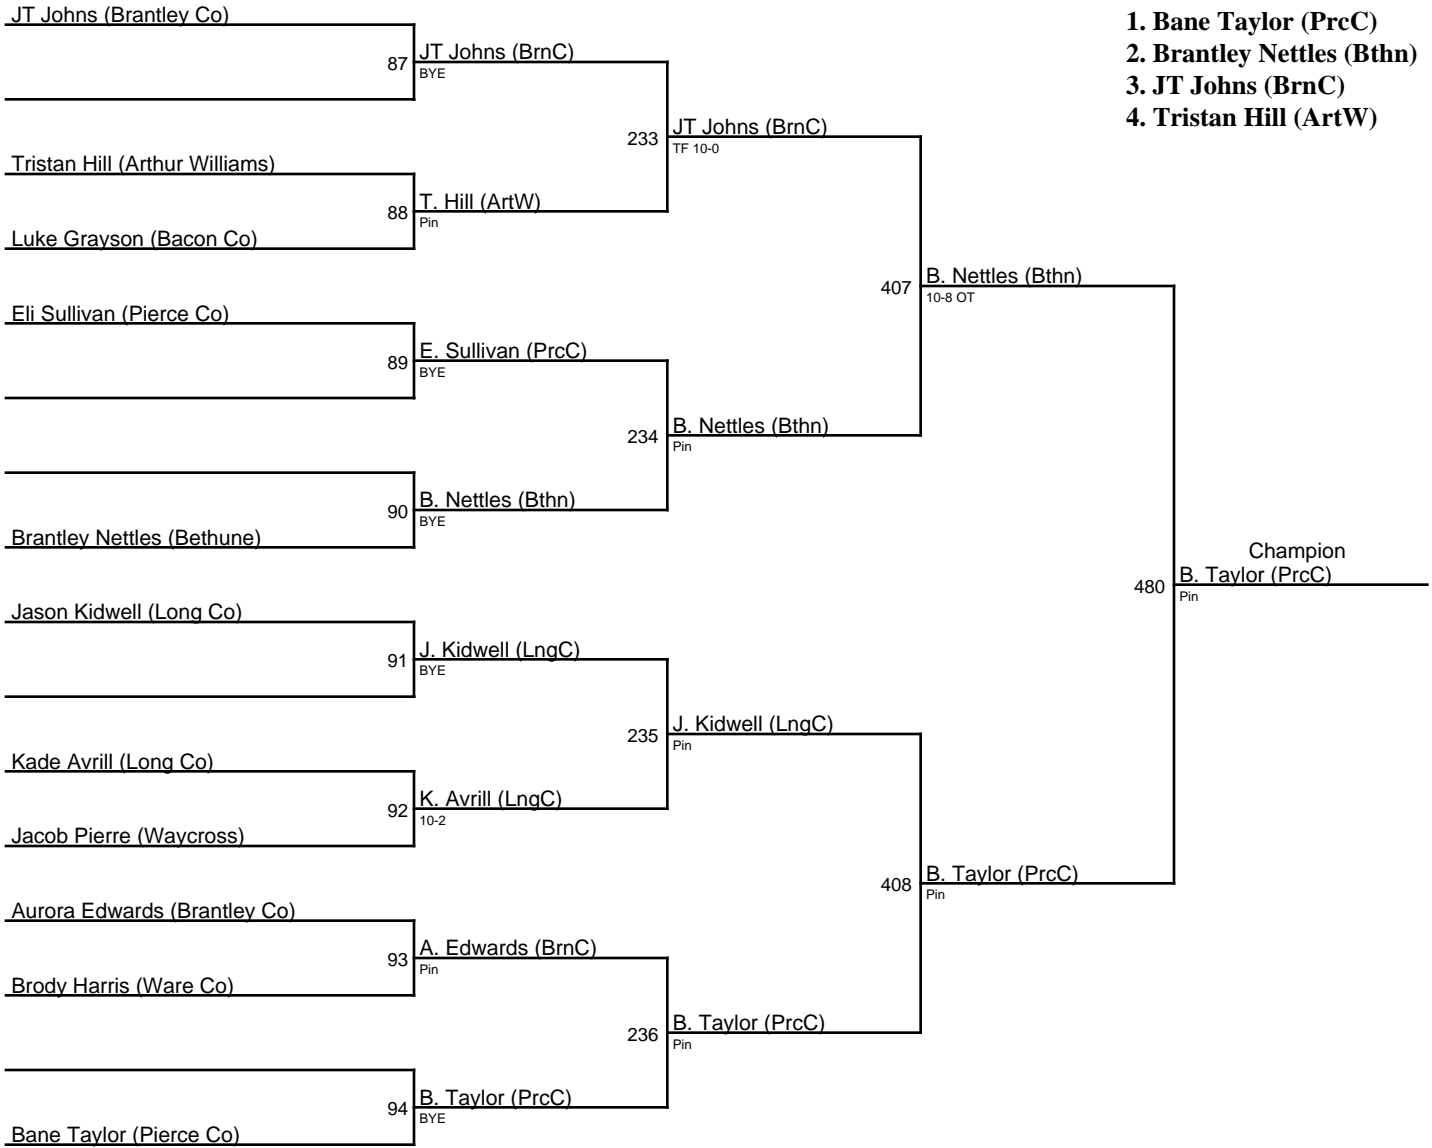 JT Johns (Brantley Co)
87
JT Johns (BrnC)
BYE
233
JT Johns (BrnC)
TF 10-0
Tristan Hill (Arthur Williams)
88
T. Hill (ArtW)
Pin
Luke Grayson (Bacon Co)
407
B. Nettles (Bthn)
10-8 OT
Eli Sullivan (Pierce Co)
89
E. Sullivan (PrcC)
BYE
234
B. Nettles (Bthn)
Pin
90
B. Nettles (Bthn)
BYE
Brantley Nettles (Bethune)
Champion
480
B. Taylor (PrcC)
Pin
Jason Kidwell (Long Co)
91
J. Kidwell (LngC)
BYE
235
J. Kidwell (LngC)
Pin
Kade Avrill (Long Co)
92
K. Avrill (LngC)
10-2
Jacob Pierre (Waycross)
408
B. Taylor (PrcC)
Pin
Aurora Edwards (Brantley Co)
93
A. Edwards (BrnC)
Pin
Brody Harris (Ware Co)
236
B. Taylor (PrcC)
Pin
94
B. Taylor (PrcC)
BYE
Bane Taylor (Pierce Co)
1. Bane Taylor (PrcC)
2. Brantley Nettles (Bthn)
3. JT Johns (BrnC)
4. Tristan Hill (ArtW)